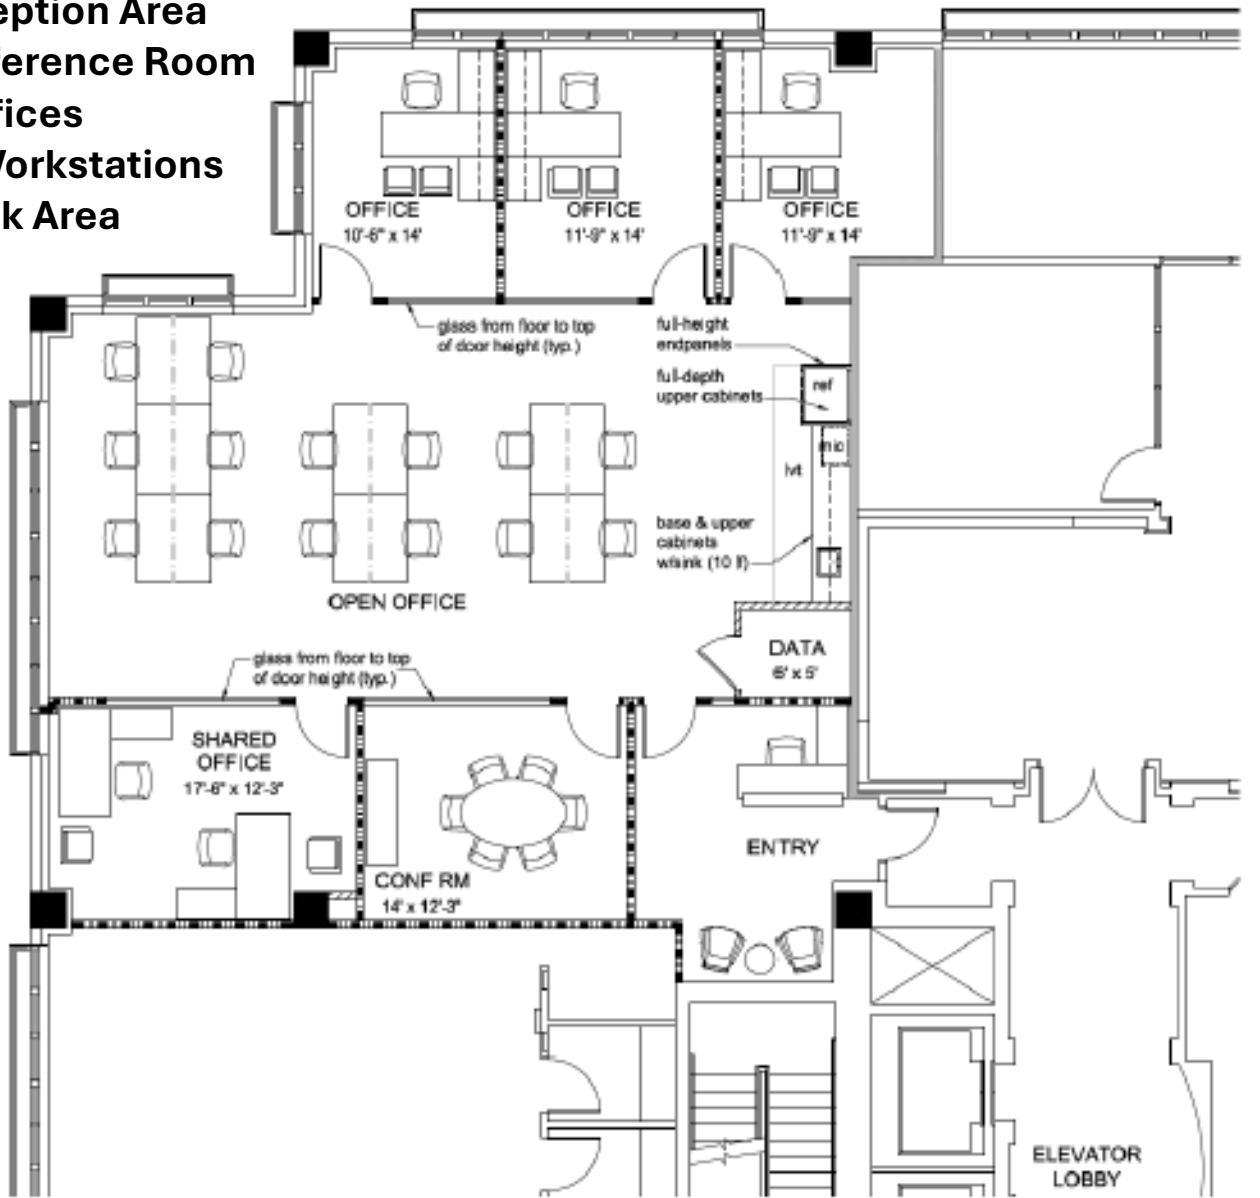 eption Area
ference Room
fices
Workstations
k Area
OFFICE
10'-6" x 14'
OFFICE
11'-9" x 14'
OFFICE
11'-9" x 14'
glass from floor to top
of door height (typ.)
full-height
endpanels
full-depth
upper cabinets
ref
mic
lvt
base & upper
cabinets
w/sink (10 lf)
OPEN OFFICE
glass from floor to top
of door height (typ.)
DATA
6' x 5'
SHARED
OFFICE
17'-6" x 12'-3"
CONF RM
14' x 12'-3"
ENTRY
ELEVATOR
LOBBY